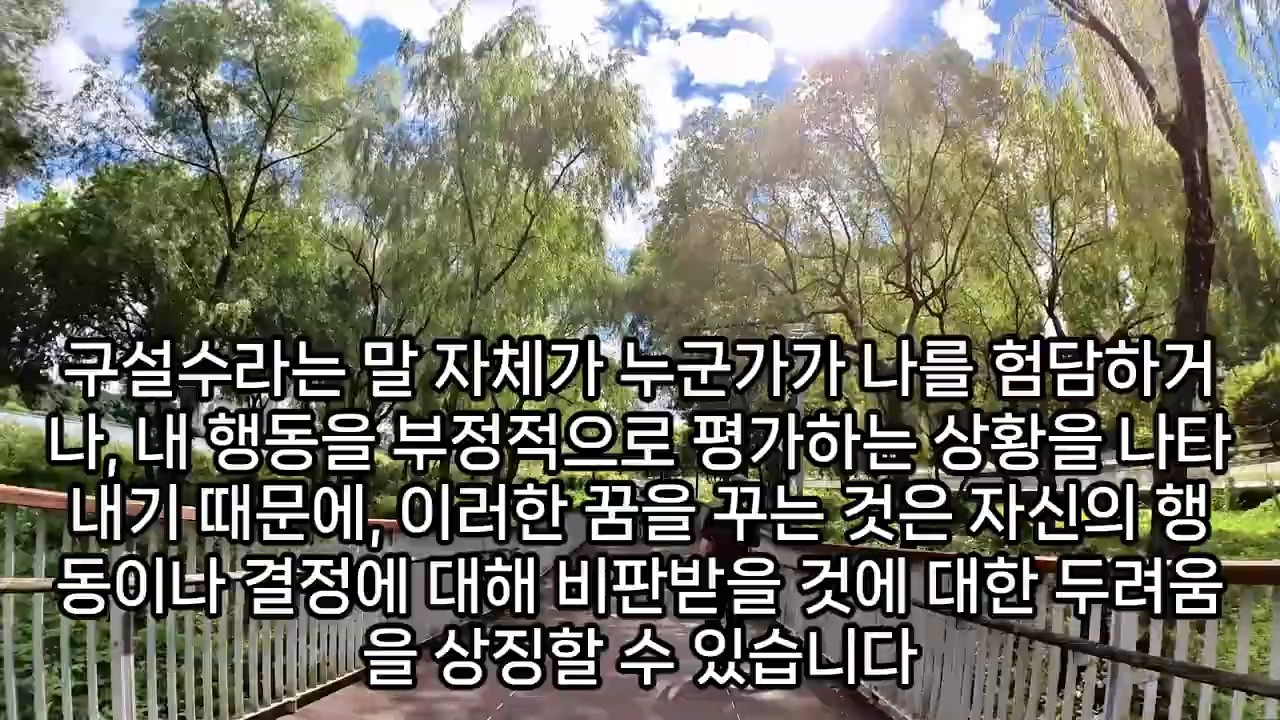 구설수라는 말 자체가 누군가가 나를 험담하거
나, 내 행동을 부정적으로 평가하는 상황을 나타
내기 때문에, 이러한 꿈을 꾸는 것은 자신의 행
동이나 결정에 대해 비판받을 것에 대한 두려움
을 상징할 수 있습니다